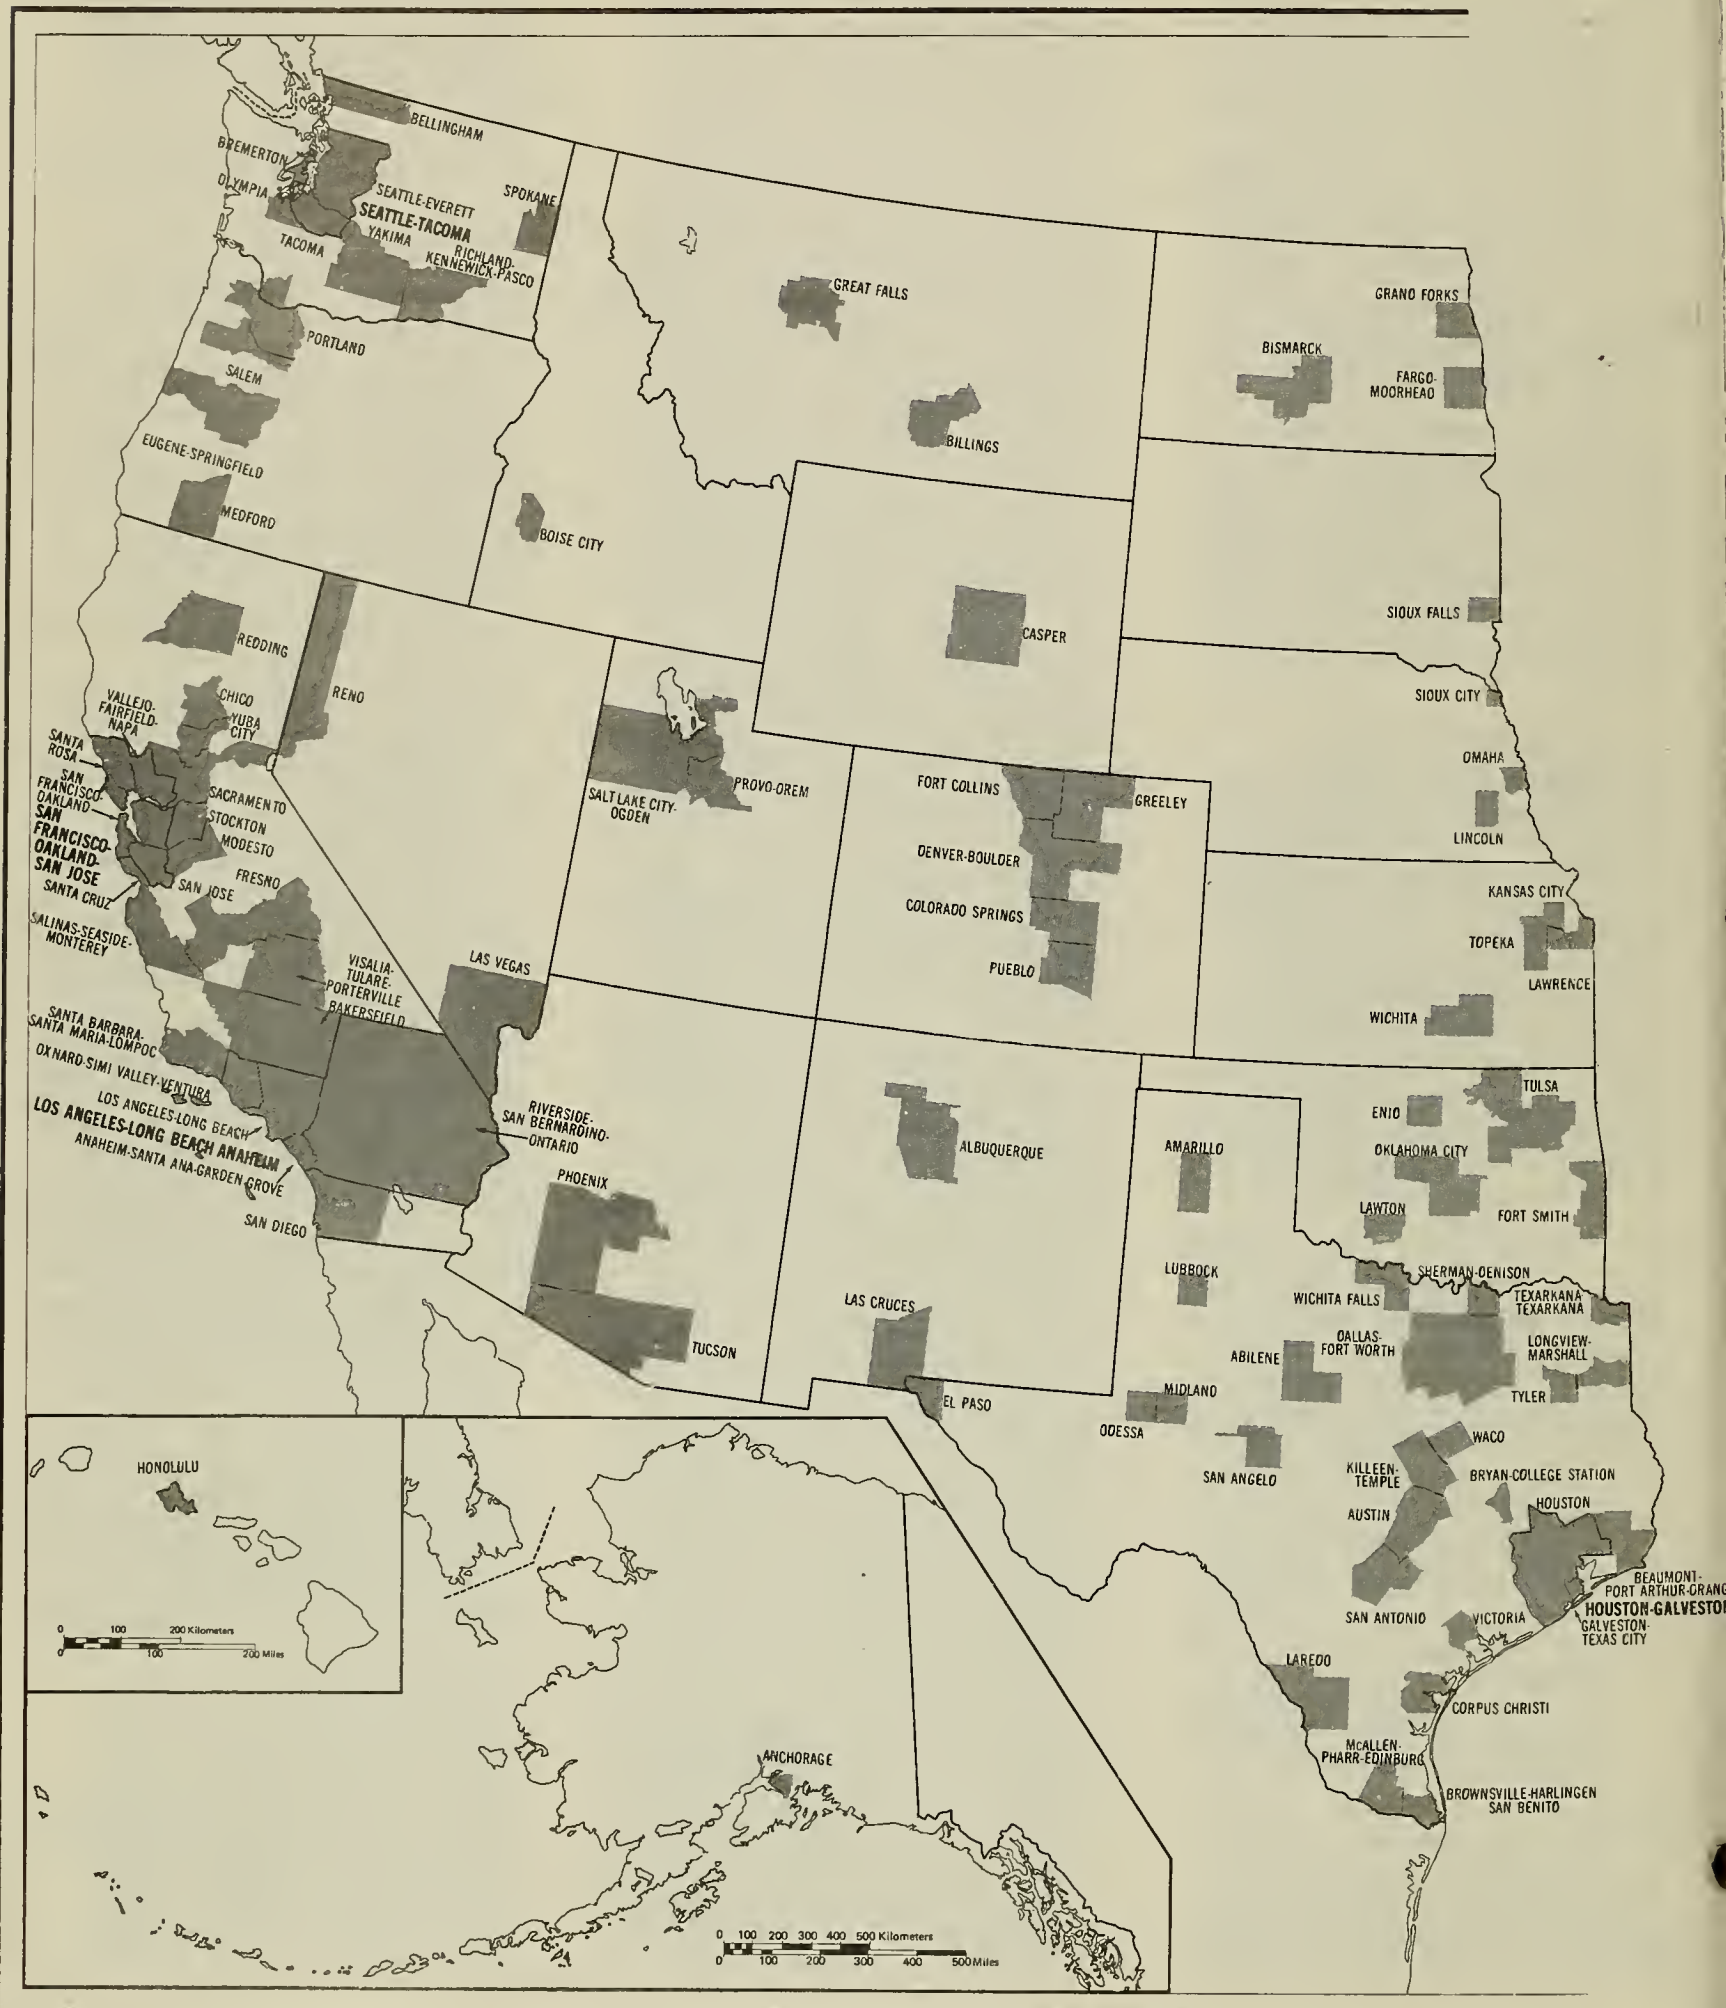 BELLINGHAM
BREMERTON
OLYMPIA
SEATTLE-EVERETT
SEATTLE-TACOMA
TACOMA
YAKIMA
SPOKANE
RICHLAND-
KENNEWICK-PASCO
PORTLAND
SALEM
EUGENE-SPRINGFIELD
MEDFORD
GREAT FALLS
BILLINGS
BOISE CITY
CASPER
GRAND FORKS
BISMARCK
FARGO-
MOORHEAD
SIOUX FALLS
SIOUX CITY
OMAHA
LINCOLN
REDDING
CHICO
YUBA
CITY
RENO
VALLEJO-
FAIRFIELD-
NAPA
SANTA
ROSA
SAN
FRANCISCO-
OAKLAND
SAN
FRANCISCO-
OAKLAND-
SAN JOSE
SANTA CRUZ
SACRAMENTO
STOCKTON
MODESTO
SAN JOSE
FRESNO
SALINAS-SEASIDE-
MONTEREY
VISALIA-
TULARE-
PORTERVILLE
BAKERSFIELD
LAS VEGAS
SANTA BARBARA-
SANTA MARIA-LOMPOC
OXNARD-SIMI VALLEY-VENTURA
LOS ANGELES-LONG BEACH
LOS ANGELES-LONG BEACH ANAHEIM
ANAHEIM-SANTA ANA-GARDEN GROVE
SAN DIEGO
RIVERSIDE-
SAN BERNARDINO-
ONTARIO
SALT LAKE CITY-
OGDEN
PROVO-OREM
FORT COLLINS
GREELEY
DENVER-BOULDER
COLORADO SPRINGS
PUEBLO
KANSAS CITY
TOPEKA
LAWRENCE
WICHITA
PHOENIX
TUCSON
ALBUQUERQUE
LAS CRUCES
EL PASO
TULSA
ENID
OKLAHOMA CITY
LAWTON
FORT SMITH
AMARILLO
LUBBOCK
WICHITA FALLS
SHERMAN-DENISON
TEXARKANA
TEXARKANA
DALLAS-
FORT WORTH
LONGVIEW-
MARSHALL
ABILENE
TYLER
MIDLAND
ODESSA
SAN ANGELO
WACO
KILLEEN-
TEMPLE
BRYAN-COLLEGE STATION
AUSTIN
HOUSTON
SAN ANTONIO
BEAUMONT-
PORT ARTHUR-ORANG
HOUSTON-GALVESTON
GALVESTON-
TEXAS CITY
VICTORIA
LAREDO
CORPUS CHRISTI
McALLEN-
PHARR-EDINBURG
BROWNSVILLE-HARLINGEN
SAN BENITO
HONOLULU
0 100 200 Kilometers
0 100 200 Miles
ANCHORAGE
0 100 200 300 400 500 Kilometers
0 100 200 300 400 500 Miles